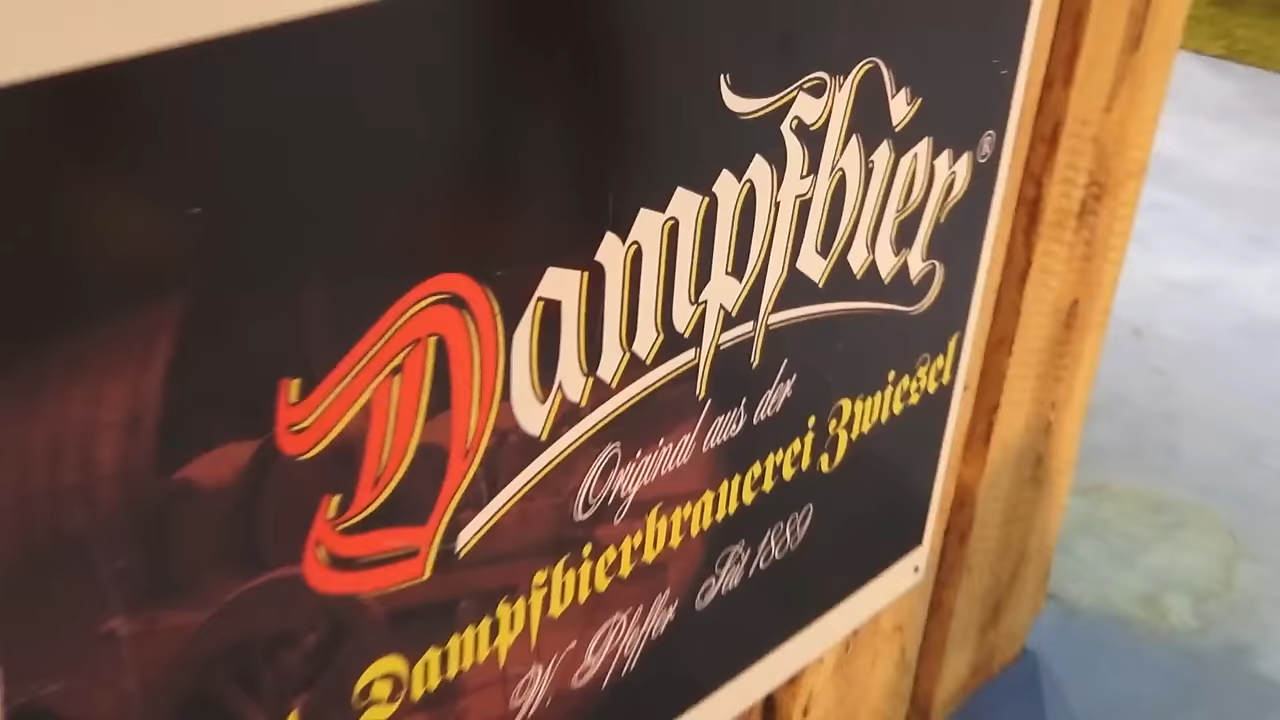 Dampfbier®
Original aus der
Dampfbierbrauerei Zwiesel
W. Pfeffer Seit 1889